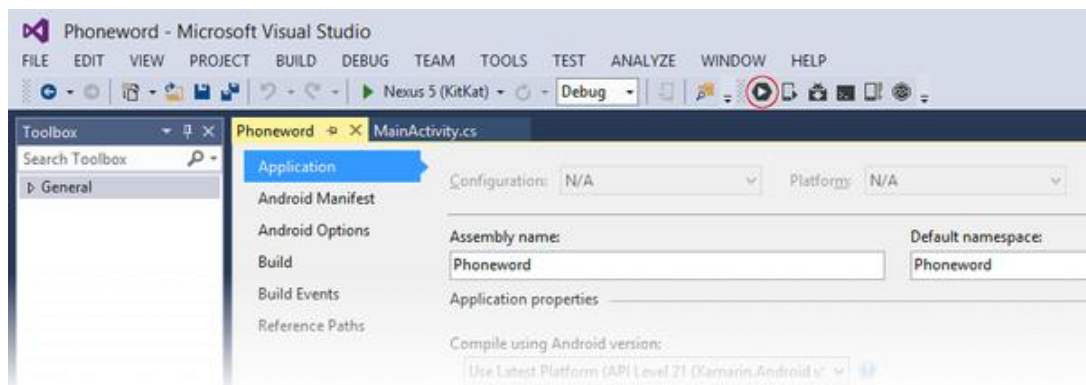 Phoneword - Microsoft Visual Studio
FILE EDIT VIEW PROJECT BUILD DEBUG TEAM TOOLS TEST ANALYZE WINDOW HELP
Nexus 5 (KitKat) Debug
Toolbox Phoneword MainActivity.cs
Search Toolbox
General
Application
Android Manifest
Android Options
Build
Build Events
Reference Paths
Configuration: N/A Platform: N/A
Assembly name: Default namespace:
Phoneword Phoneword
Application properties
Compile using Android version:
Use Latest Platform (API Level 21 (Xamarin.Android